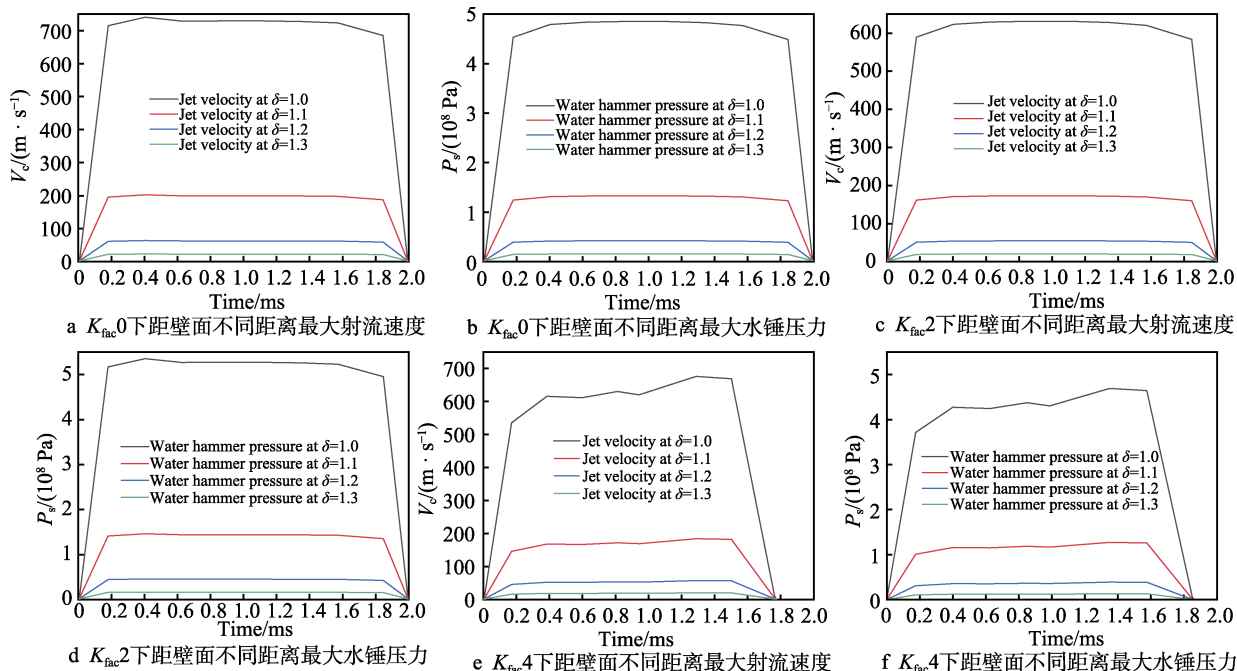 700
600
500
400
300
200
100
0
V_c/(m · s⁻¹)
Jet velocity at δ=1.0
Jet velocity at δ=1.1
Jet velocity at δ=1.2
Jet velocity at δ=1.3
0 0.2 0.4 0.6 0.8 1.0 1.2 1.4 1.6 1.8 2.0
Time/ms
a K_fac0下距壁面不同距离最大射流速度
5
4
3
2
1
0
P_s/(10⁸ Pa)
Water hammer pressure at δ=1.0
Water hammer pressure at δ=1.1
Water hammer pressure at δ=1.2
Water hammer pressure at δ=1.3
0 0.2 0.4 0.6 0.8 1.0 1.2 1.4 1.6 1.8 2.0
Time/ms
b K_fac0下距壁面不同距离最大水锤压力
600
500
400
300
200
100
0
V_c/(m · s⁻¹)
Jet velocity at δ=1.0
Jet velocity at δ=1.1
Jet velocity at δ=1.2
Jet velocity at δ=1.3
0 0.2 0.4 0.6 0.8 1.0 1.2 1.4 1.6 1.8 2.0
Time/ms
c K_fac2下距壁面不同距离最大射流速度
5
4
3
2
1
0
P_s/(10⁸ Pa)
Water hammer pressure at δ=1.0
Water hammer pressure at δ=1.1
Water hammer pressure at δ=1.2
Water hammer pressure at δ=1.3
0 0.2 0.4 0.6 0.8 1.0 1.2 1.4 1.6 1.8 2.0
Time/ms
d K_fac2下距壁面不同距离最大水锤压力
700
600
500
400
300
200
100
0
V_c/(m · s⁻¹)
Jet velocity at δ=1.0
Jet velocity at δ=1.1
Jet velocity at δ=1.2
Jet velocity at δ=1.3
0 0.2 0.4 0.6 0.8 1.0 1.2 1.4 1.6 1.8 2.0
Time/ms
e K_fac4下距壁面不同距离最大射流速度
5
4
3
2
1
0
P_s/(10⁸ Pa)
Water hammer pressure at δ=1.0
Water hammer pressure at δ=1.1
Water hammer pressure at δ=1.2
Water hammer pressure at δ=1.3
0 0.2 0.4 0.6 0.8 1.0 1.2 1.4 1.6 1.8 2.0
Time/ms
f K_fac4下距壁面不同距离最大水锤压力